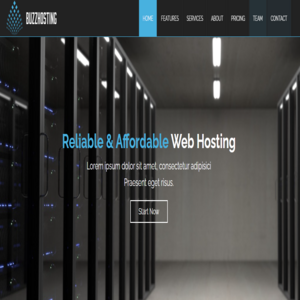 BUZZHOSTING
HOME FEATURES SERVICES ABOUT PRICING TEAM CONTACT
Reliable & Affordable Web Hosting
Lorem ipsum dolor sit amet, consectetur adipisici
Praesent eget risus.
Start Now